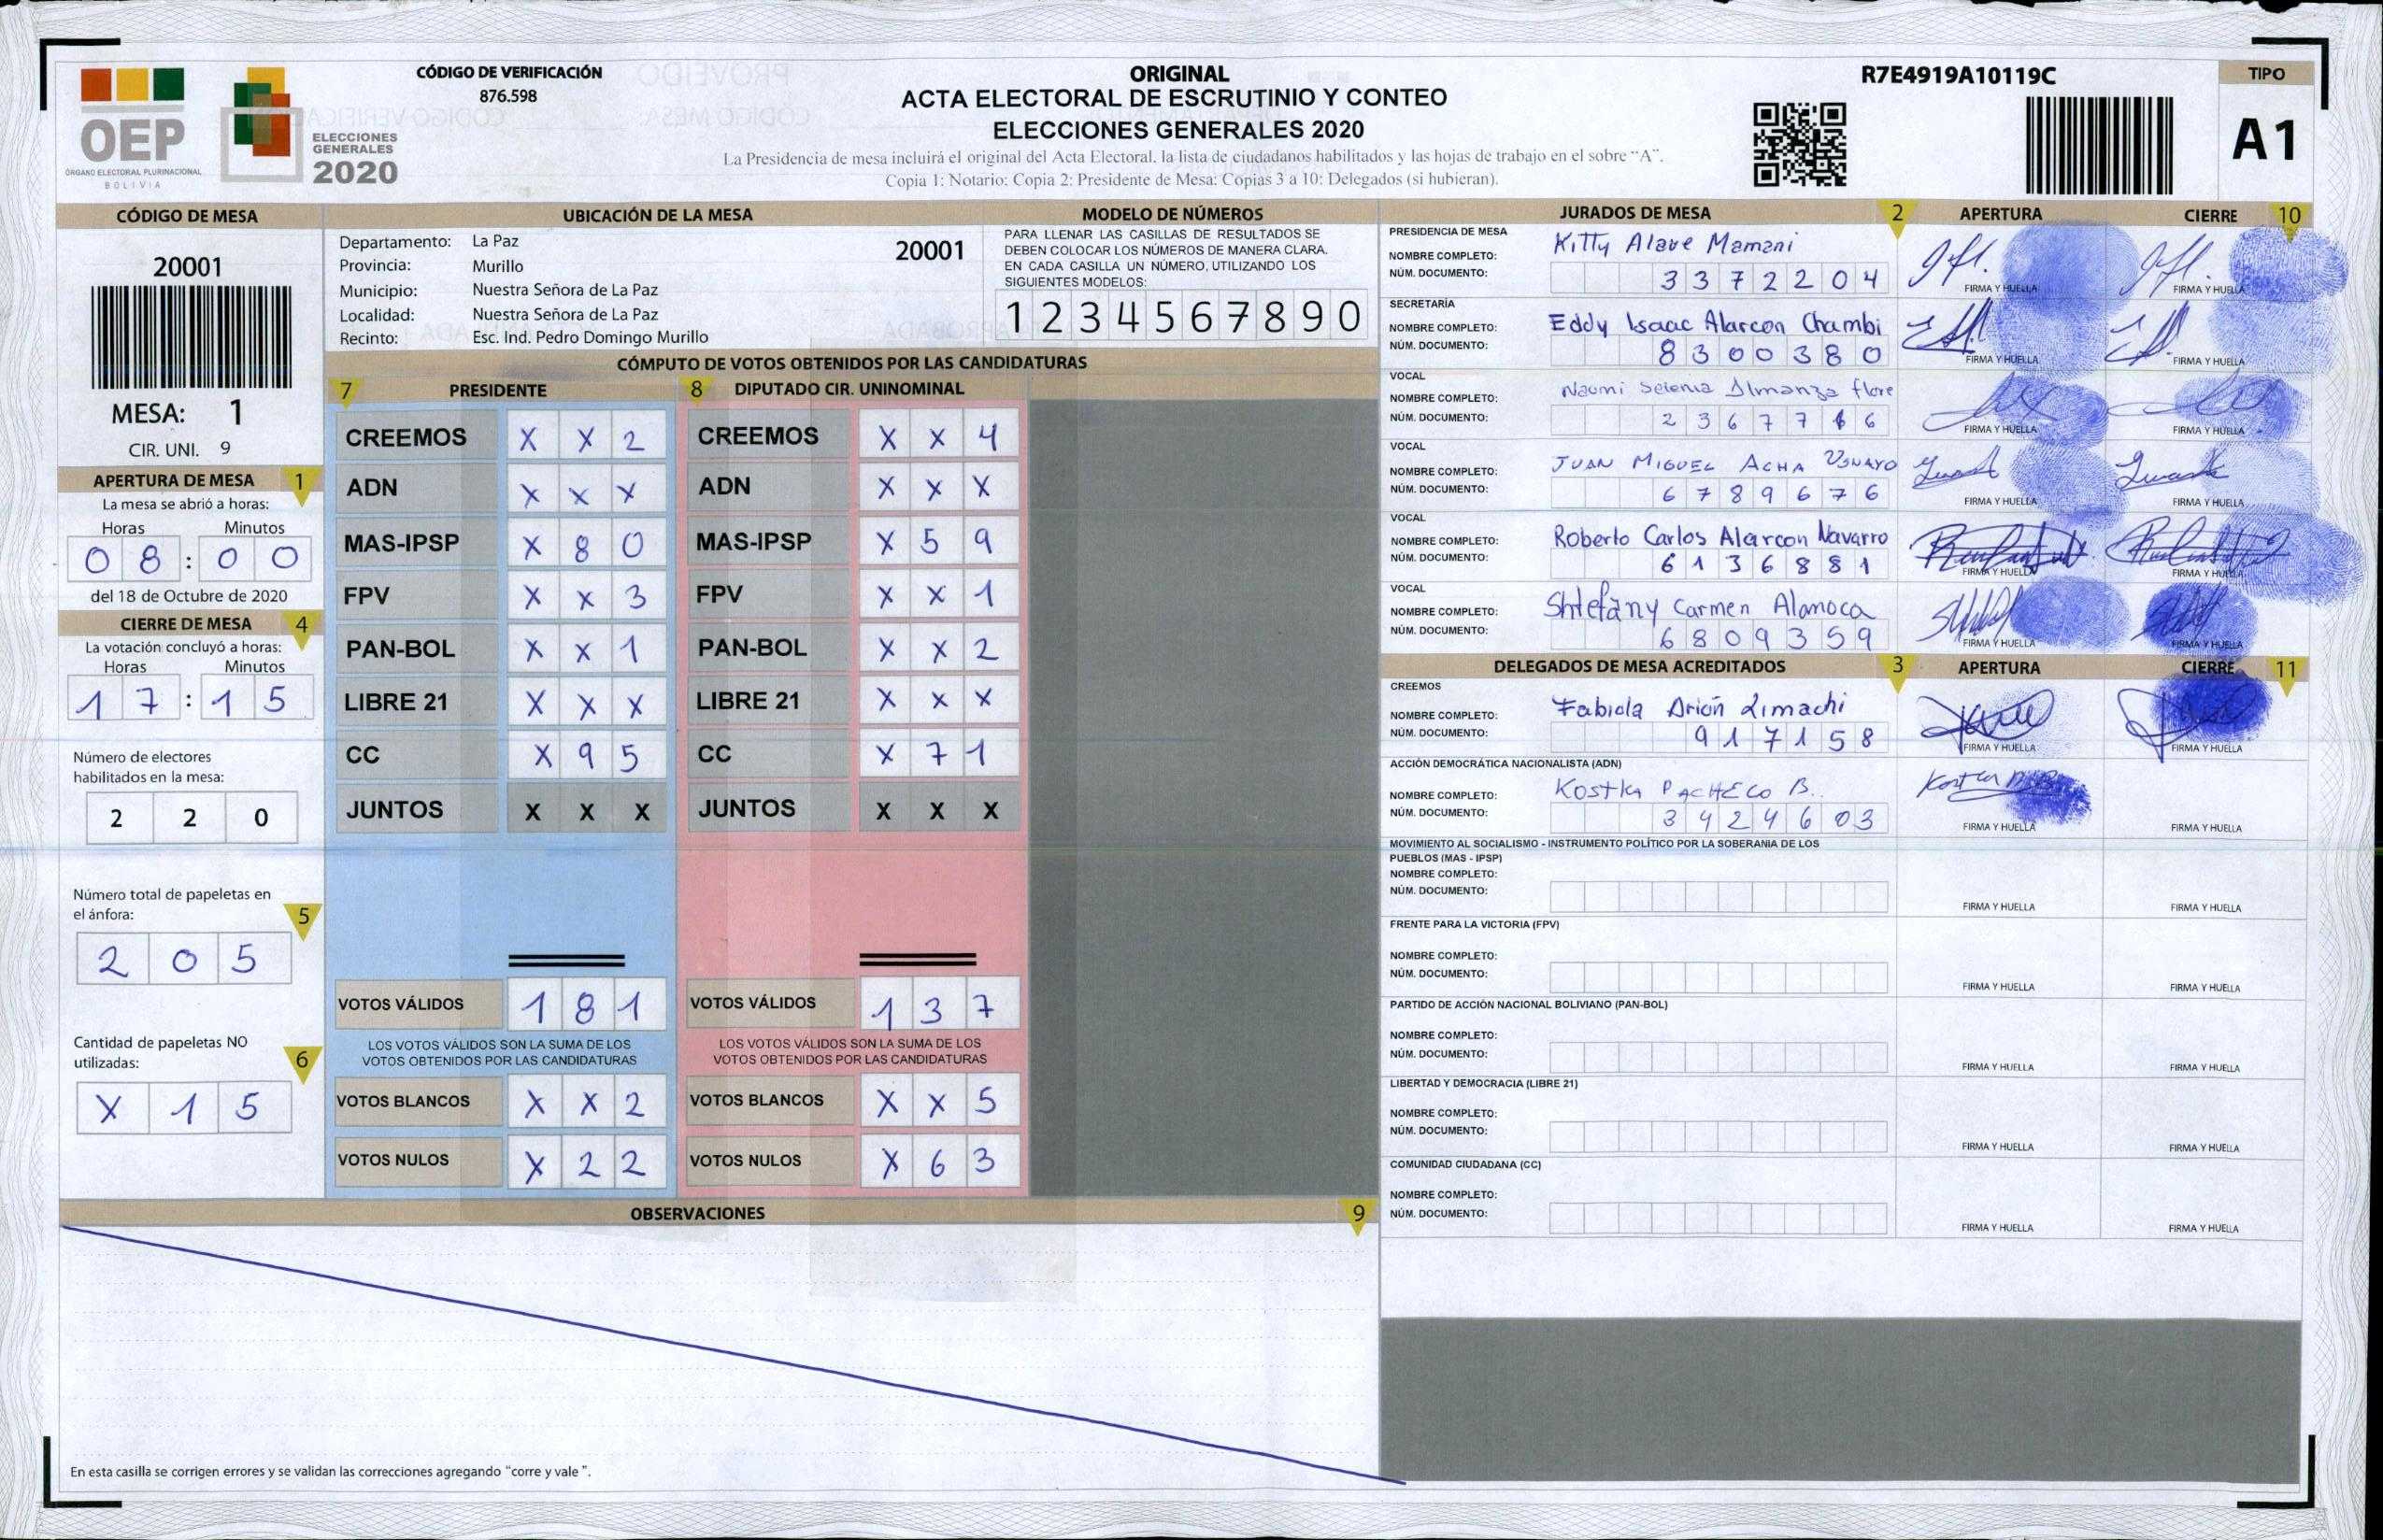 OEP
ÓRGANO ELECTORAL PLURINACIONAL
BOLIVIA
ELECCIONES
GENERALES
2020
CÓDIGO DE VERIFICACIÓN
876.598
ORIGINAL
ACTA ELECTORAL DE ESCRUTINIO Y CONTEO
ELECCIONES GENERALES 2020
La Presidencia de mesa incluirá el original del Acta Electoral, la lista de ciudadanos habilitados y las hojas de trabajo en el sobre "A".
Copia 1: Notario: Copia 2: Presidente de Mesa: Copias 3 a 10: Delegados (si hubieran).
R7E4919A10119C
TIPO
A1
CÓDIGO DE MESA
20001
MESA: 1
CIR. UNI. 9
APERTURA DE MESA 1
La mesa se abrió a horas:
Horas Minutos
0 8 : 0 0
del 18 de Octubre de 2020
CIERRE DE MESA 4
La votación concluyó a horas:
Horas Minutos
1 7 : 1 5
Número de electores
habilitados en la mesa:
2 2 0
Número total de papeletas en
el ánfora: 5
2 0 5
Cantidad de papeletas NO
utilizadas: 6
X 1 5
UBICACIÓN DE LA MESA
Departamento: La Paz 20001
Provincia: Murillo
Municipio: Nuestra Señora de La Paz
Localidad: Nuestra Señora de La Paz
Recinto: Esc. Ind. Pedro Domingo Murillo
MODELO DE NÚMEROS
PARA LLENAR LAS CASILLAS DE RESULTADOS SE
DEBEN COLOCAR LOS NÚMEROS DE MANERA CLARA.
EN CADA CASILLA UN NÚMERO, UTILIZANDO LOS
SIGUIENTES MODELOS:
1 2 3 4 5 6 7 8 9 0
CÓMPUTO DE VOTOS OBTENIDOS POR LAS CANDIDATURAS
7 PRESIDENTE 8 DIPUTADO CIR. UNINOMINAL
CREEMOS X X 2 CREEMOS X X 4
ADN X X X ADN X X X
MAS-IPSP X 8 0 MAS-IPSP X 5 9
FPV X X 3 FPV X X 1
PAN-BOL X X 1 PAN-BOL X X 2
LIBRE 21 X X X LIBRE 21 X X X
CC X 9 5 CC X 7 1
JUNTOS X X X JUNTOS X X X
VOTOS VÁLIDOS 1 8 1 VOTOS VÁLIDOS 1 3 7
LOS VOTOS VÁLIDOS SON LA SUMA DE LOS LOS VOTOS VÁLIDOS SON LA SUMA DE LOS
VOTOS OBTENIDOS POR LAS CANDIDATURAS VOTOS OBTENIDOS POR LAS CANDIDATURAS
VOTOS BLANCOS X X 2 VOTOS BLANCOS X X 5
VOTOS NULOS X 2 2 VOTOS NULOS X 6 3
OBSERVACIONES 9
En esta casilla se corrigen errores y se validan las correcciones agregando "corre y vale".
JURADOS DE MESA 2 APERTURA CIERRE 10
PRESIDENCIA DE MESA
NOMBRE COMPLETO: Kitty Alave Mamani
NÚM. DOCUMENTO: 3 3 7 2 2 0 4
FIRMA Y HUELLA FIRMA Y HUELLA
SECRETARÍA
NOMBRE COMPLETO: Eddy Isaac Alarcon Chambi
NÚM. DOCUMENTO: 8 3 0 0 3 8 0
FIRMA Y HUELLA FIRMA Y HUELLA
VOCAL
NOMBRE COMPLETO: Naomi Selenia Almanza flore
NÚM. DOCUMENTO: 2 3 6 7 7 6
FIRMA Y HUELLA FIRMA Y HUELLA
VOCAL
NOMBRE COMPLETO: JUAN MIGUEL ACHA
NÚM. DOCUMENTO: 6 7 8 9 6 7 6
FIRMA Y HUELLA FIRMA Y HUELLA
VOCAL
NOMBRE COMPLETO: Roberto Carlos Alarcon Navarro
NÚM. DOCUMENTO: 6 1 3 6 8 8 1
FIRMA Y HUELLA FIRMA Y HUELLA
VOCAL
NOMBRE COMPLETO: Shtefany Carmen Alanoca
NÚM. DOCUMENTO: 6 8 0 9 3 5 9
FIRMA Y HUELLA FIRMA Y HUELLA
DELEGADOS DE MESA ACREDITADOS 3 APERTURA CIERRE 11
CREEMOS
NOMBRE COMPLETO: Fabiola Limachi
NÚM. DOCUMENTO: 9 1 7 1 5 8
FIRMA Y HUELLA FIRMA Y HUELLA
ACCIÓN DEMOCRÁTICA NACIONALISTA (ADN)
NOMBRE COMPLETO: Kostka PACHECO B.
NÚM. DOCUMENTO: 3 4 2 4 6 0 3
FIRMA Y HUELLA FIRMA Y HUELLA
MOVIMIENTO AL SOCIALISMO - INSTRUMENTO POLÍTICO POR LA SOBERANIA DE LOS
PUEBLOS (MAS - IPSP)
NOMBRE COMPLETO:
NÚM. DOCUMENTO:
FIRMA Y HUELLA FIRMA Y HUELLA
FRENTE PARA LA VICTORIA (FPV)
NOMBRE COMPLETO:
NÚM. DOCUMENTO:
FIRMA Y HUELLA FIRMA Y HUELLA
PARTIDO DE ACCIÓN NACIONAL BOLIVIANO (PAN-BOL)
NOMBRE COMPLETO:
NÚM. DOCUMENTO:
FIRMA Y HUELLA FIRMA Y HUELLA
LIBERTAD Y DEMOCRACIA (LIBRE 21)
NOMBRE COMPLETO:
NÚM. DOCUMENTO:
FIRMA Y HUELLA FIRMA Y HUELLA
COMUNIDAD CIUDADANA (CC)
NOMBRE COMPLETO:
NÚM. DOCUMENTO:
FIRMA Y HUELLA FIRMA Y HUELLA